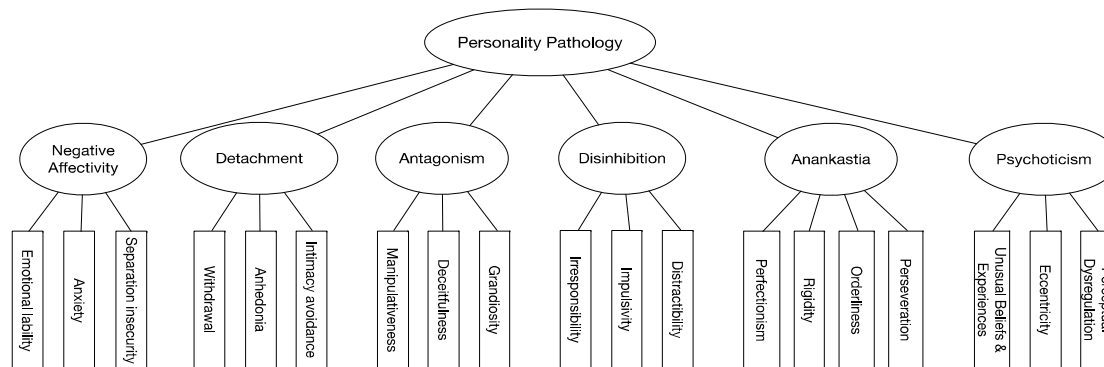 Personality Pathology
Negative
Affectivity
Detachment
Antagonism
Disinhibition
Anankastia
Psychoticism
Emotional lability
Anxiety
Separation insecurity
Withdrawal
Anhedonia
Intimacy avoidance
Manipulativeness
Deceitfulness
Grandiosity
Irresponsibility
Impulsivity
Distractibility
Perfectionism
Rigidity
Orderliness
Perseveration
Unusual Beliefs &
Experiences
Eccentricity
Dysregulation